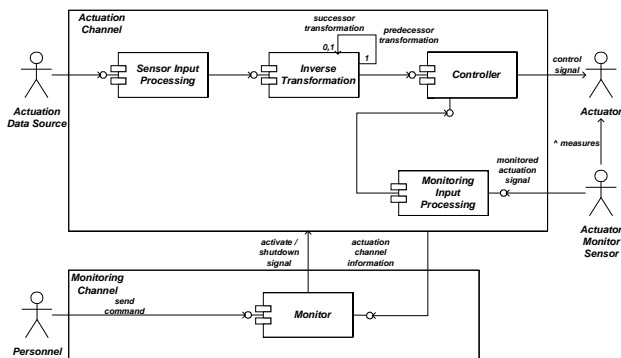 Actuation
Channel
successor
transformation
predecessor
transformation
0,1
1
Sensor Input
Processing
Inverse
Transformation
Controller
control
signal
Actuation
Data Source
Actuator
^ measures
Monitoring
Input
Processing
monitored
actuation
signal
Actuator
Monitor
Sensor
activate /
shutdown
signal
actuation
channel
information
Monitoring
Channel
send
command
Monitor
Personnel